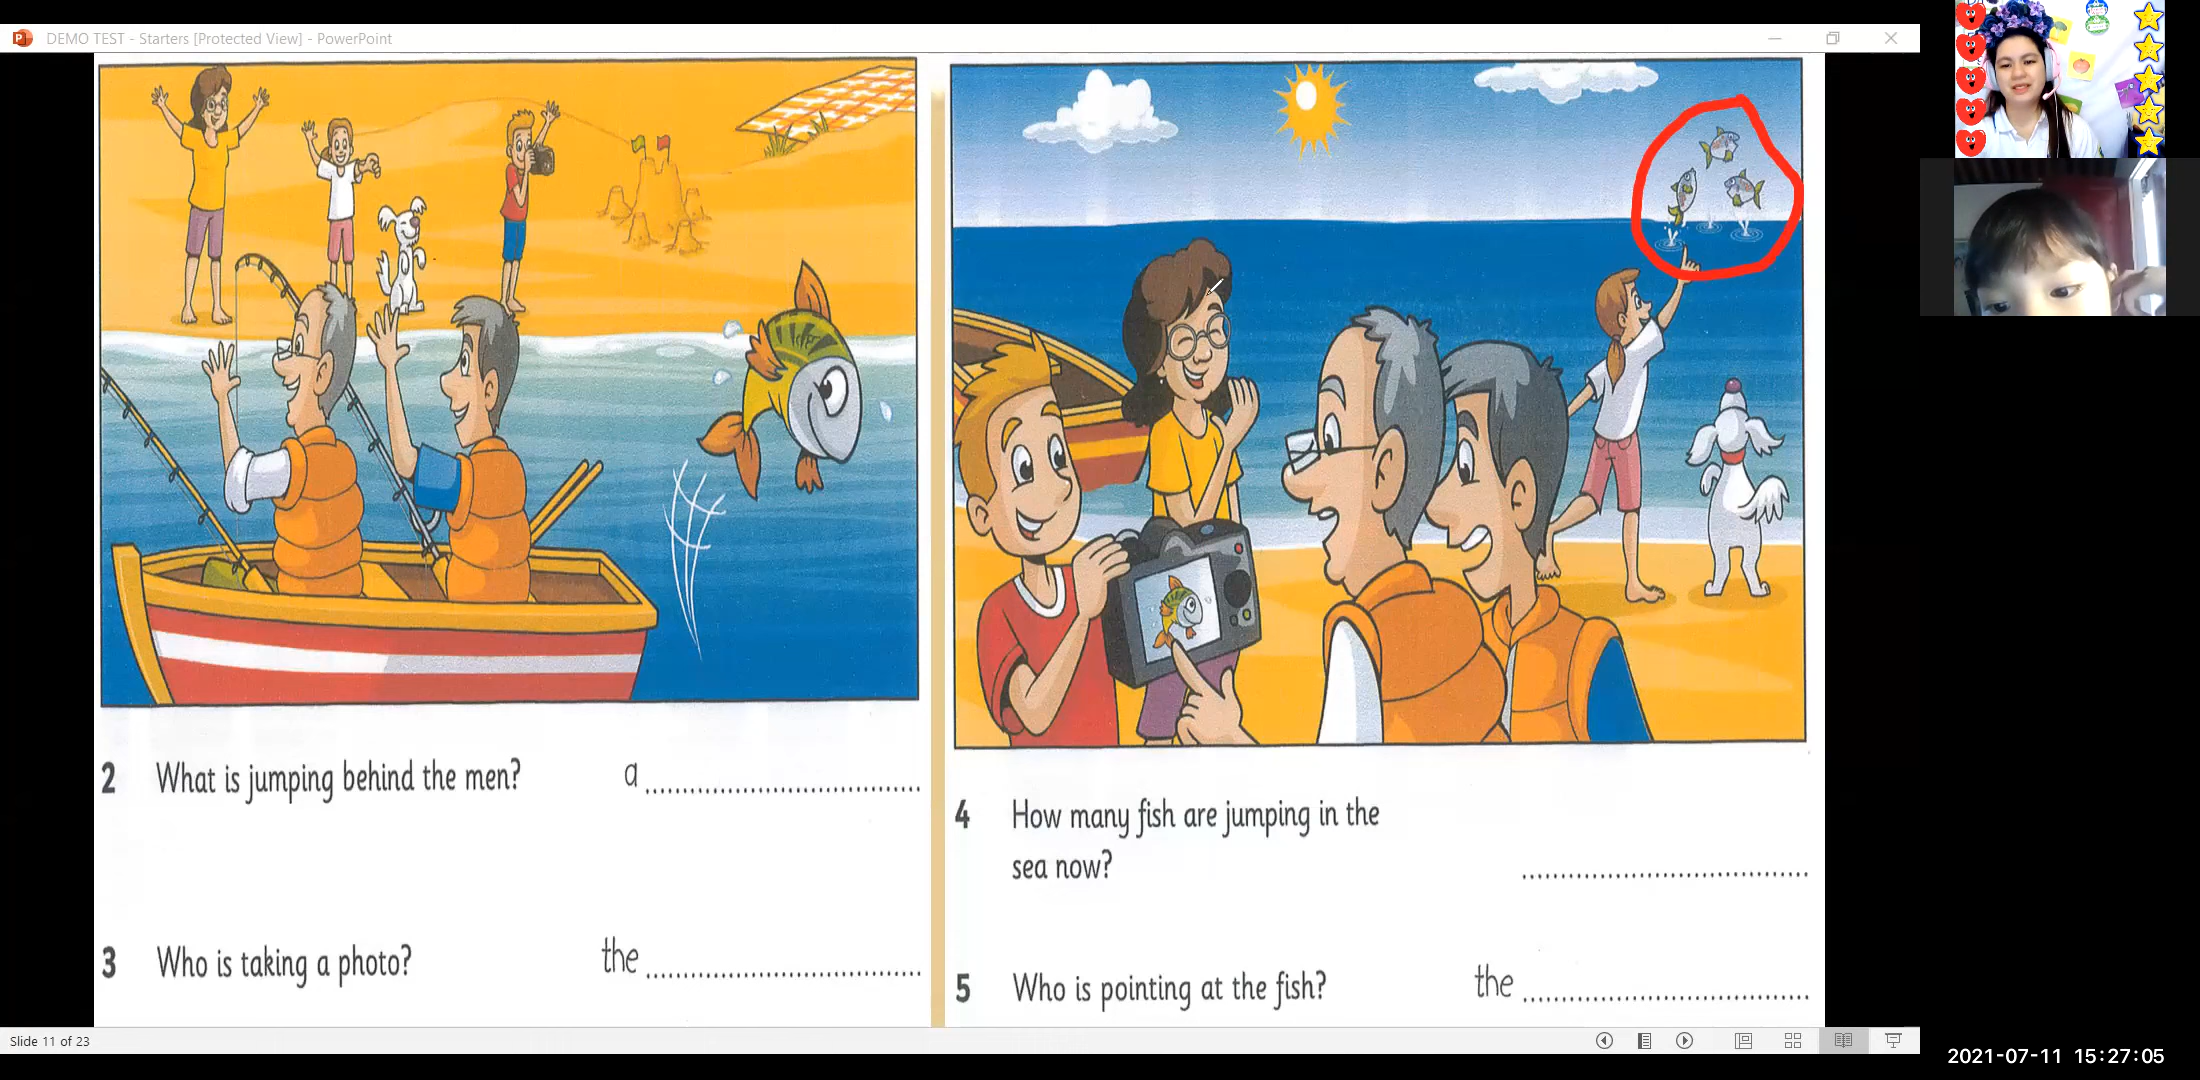 DEMO TEST - Starters [Protected View] - PowerPoint
2 What is jumping behind the men? a
3 Who is taking a photo? the
4 How many fish are jumping in the
sea now?
5 Who is pointing at the fish? the
Slide 11 of 23
2021-07-11 15:27:05